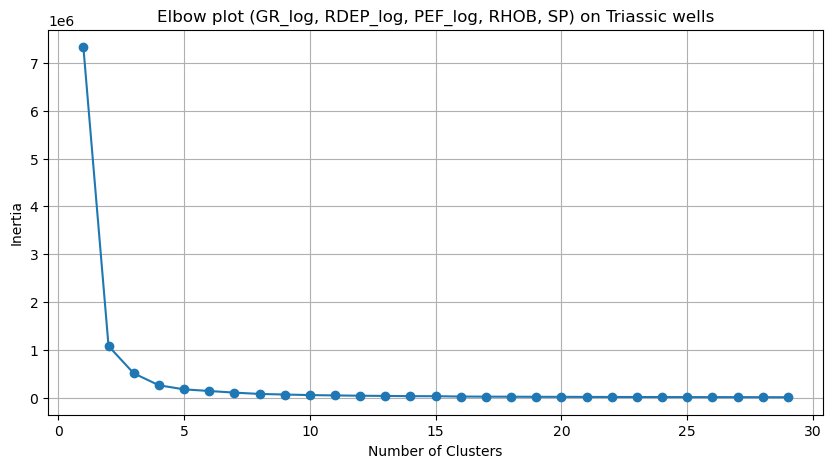 Elbow plot (GR_log, RDEP_log, PEF_log, RHOB, SP) on Triassic wells
1e6
7
6
5
4
3
2
1
0
Inertia
0 5 10 15 20 25 30
Number of Clusters